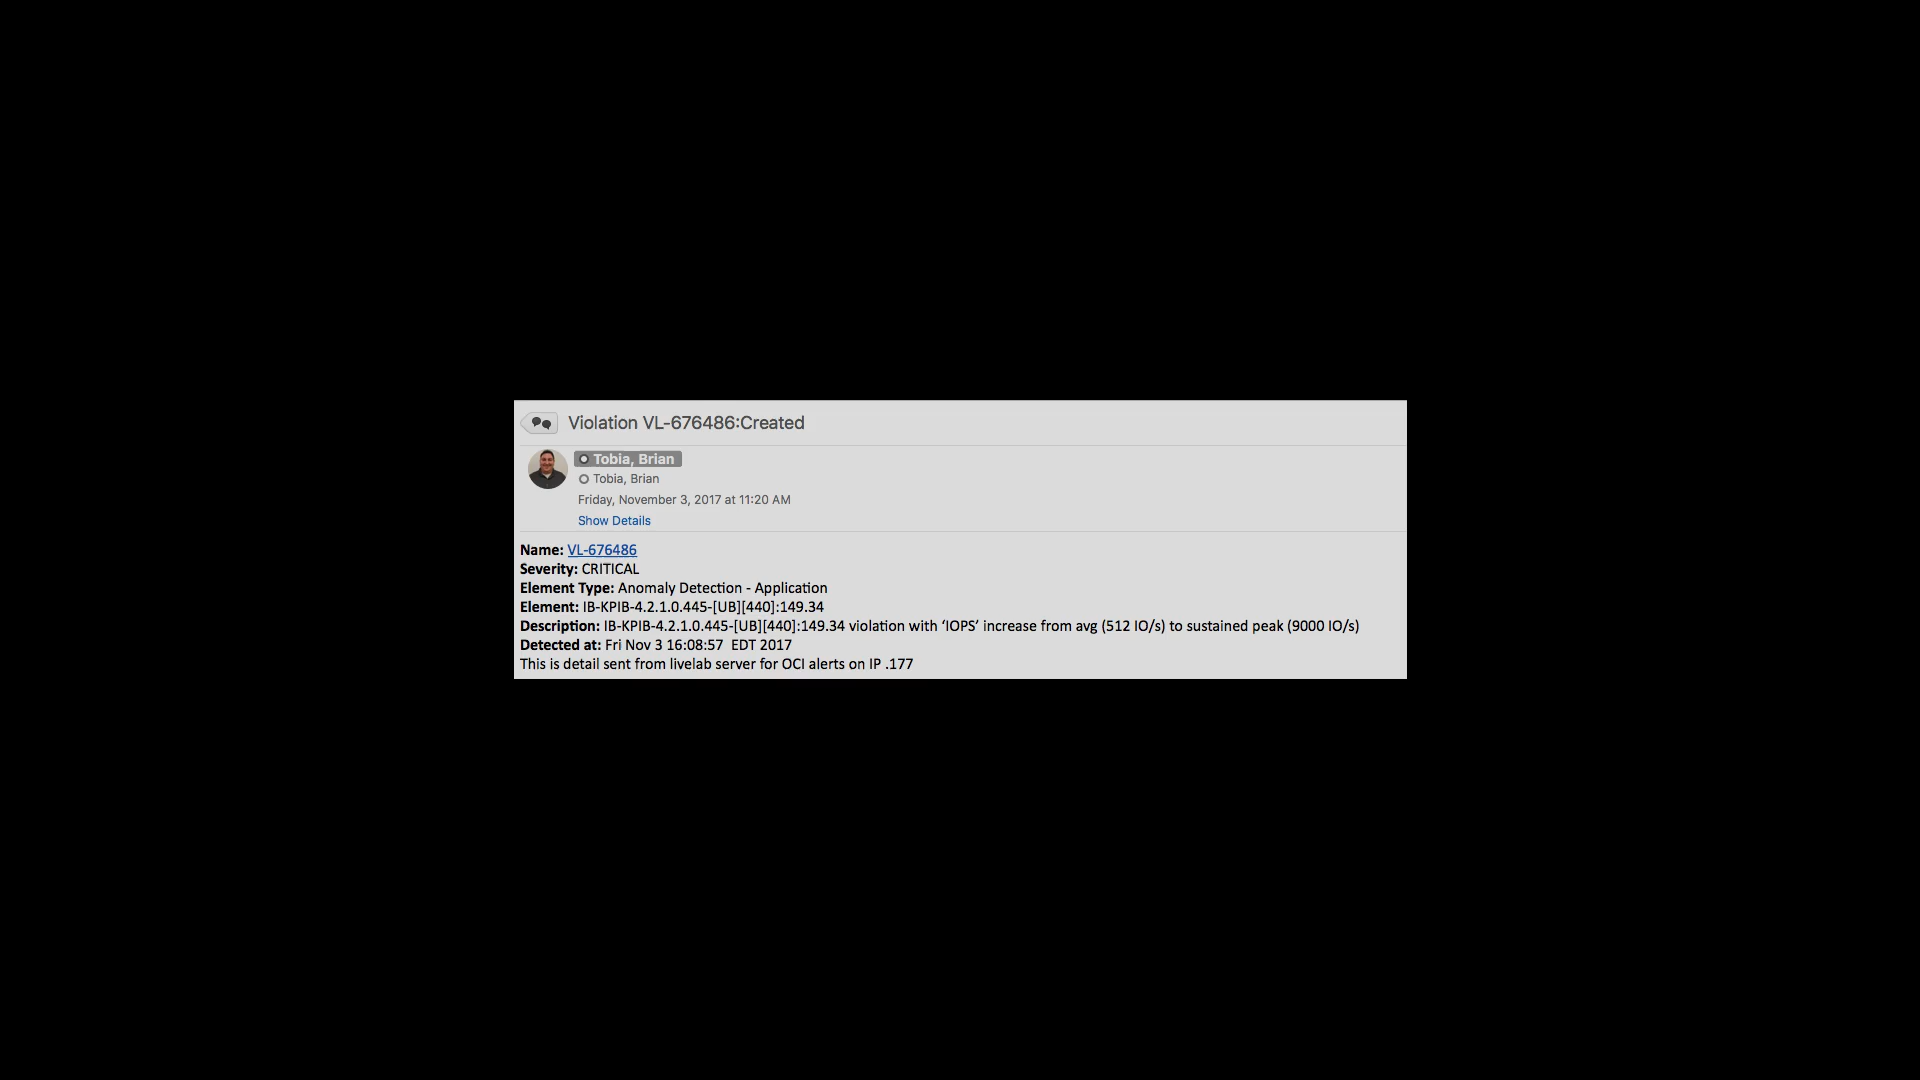 Violation VL-676486:Created
Tobia, Brian
Tobia, Brian
Friday, November 3, 2017 at 11:20 AM
Show Details
Name: VL-676486
Severity: CRITICAL
Element Type: Anomaly Detection - Application
Element: IB-KPIB-4.2.1.0.445-[UB][440]:149.34
Description: IB-KPIB-4.2.1.0.445-[UB][440]:149.34 violation with ‘IOPS’ increase from avg (512 IO/s) to sustained peak (9000 IO/s)
Detected at: Fri Nov 3 16:08:57  EDT 2017
This is detail sent from livelab server for OCI alerts on IP .177